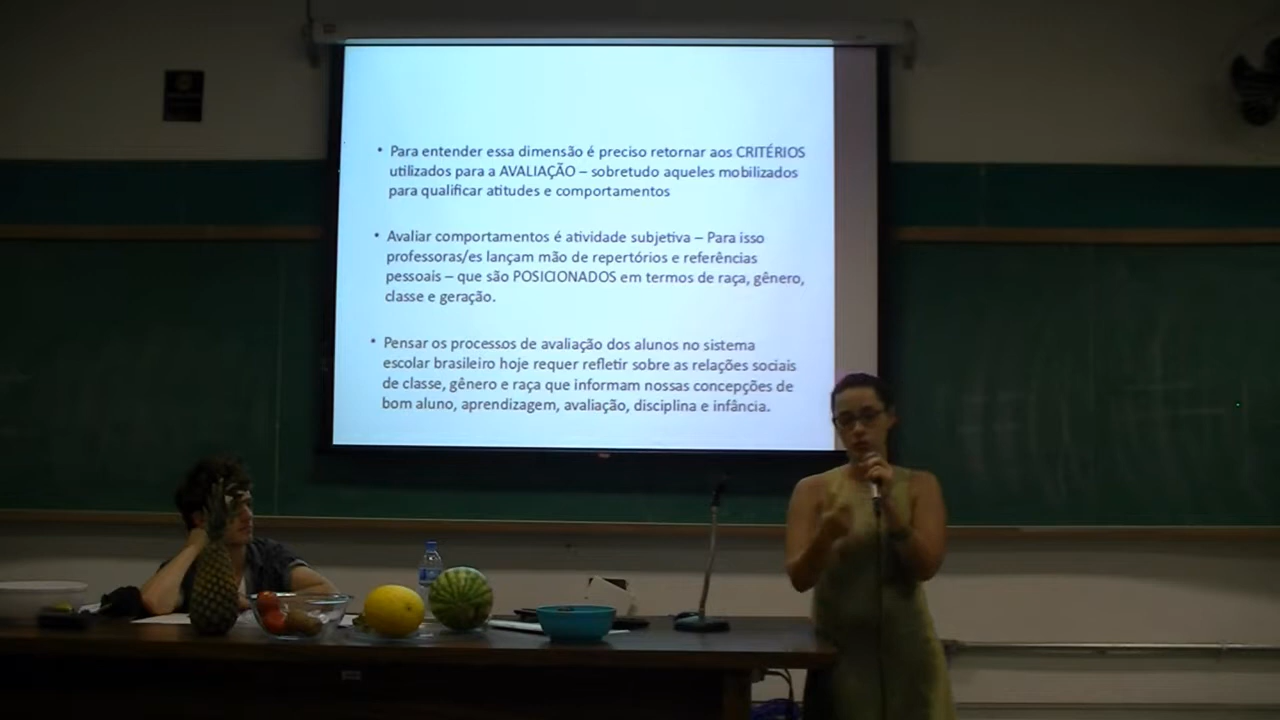 • Para entender essa dimensão é preciso retornar aos CRITÉRIOS
utilizados para a AVALIAÇÃO – sobretudo aqueles mobilizados
para qualificar atitudes e comportamentos
• Avaliar comportamentos é atividade subjetiva – Para isso
professoras/es lançam mão de repertórios e referências
pessoais – que são POSICIONADOS em termos de raça, gênero,
classe e geração.
• Pensar os processos de avaliação dos alunos no sistema
escolar brasileiro hoje requer refletir sobre as relações sociais
de classe, gênero e raça que informam nossas concepções de
bom aluno, aprendizagem, avaliação, disciplina e infância.